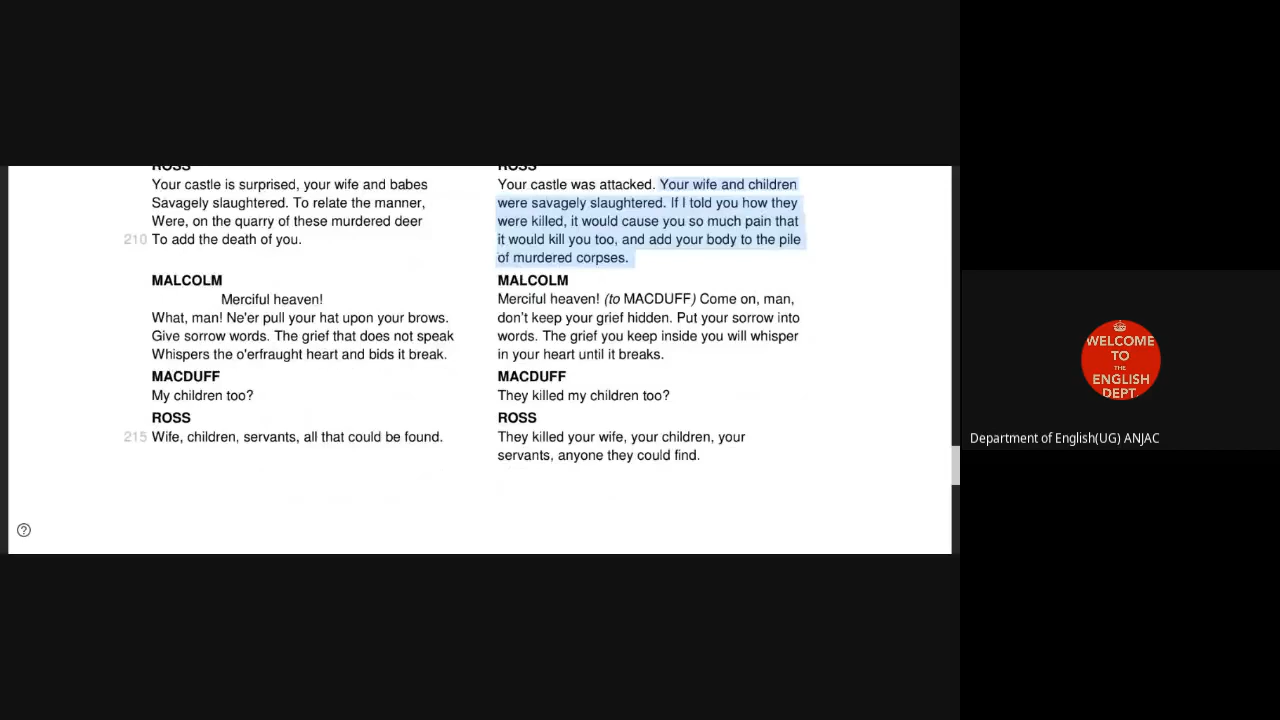 ROSS
Your castle is surprised, your wife and babes
Savagely slaughtered. To relate the manner,
Were, on the quarry of these murdered deer
210 To add the death of you.
MALCOLM
Merciful heaven!
What, man! Ne'er pull your hat upon your brows.
Give sorrow words. The grief that does not speak
Whispers the o'erfraught heart and bids it break.
MACDUFF
My children too?
ROSS
215 Wife, children, servants, all that could be found.
ROSS
Your castle was attacked. Your wife and children
were savagely slaughtered. If I told you how they
were killed, it would cause you so much pain that
it would kill you too, and add your body to the pile
of murdered corpses.
MALCOLM
Merciful heaven! (to MACDUFF) Come on, man,
don't keep your grief hidden. Put your sorrow into
words. The grief you keep inside you will whisper
in your heart until it breaks.
MACDUFF
They killed my children too?
ROSS
They killed your wife, your children, your
servants, anyone they could find.
?
WELCOME
TO
THE
ENGLISH
DEPT.
Department of English(UG) ANJAC